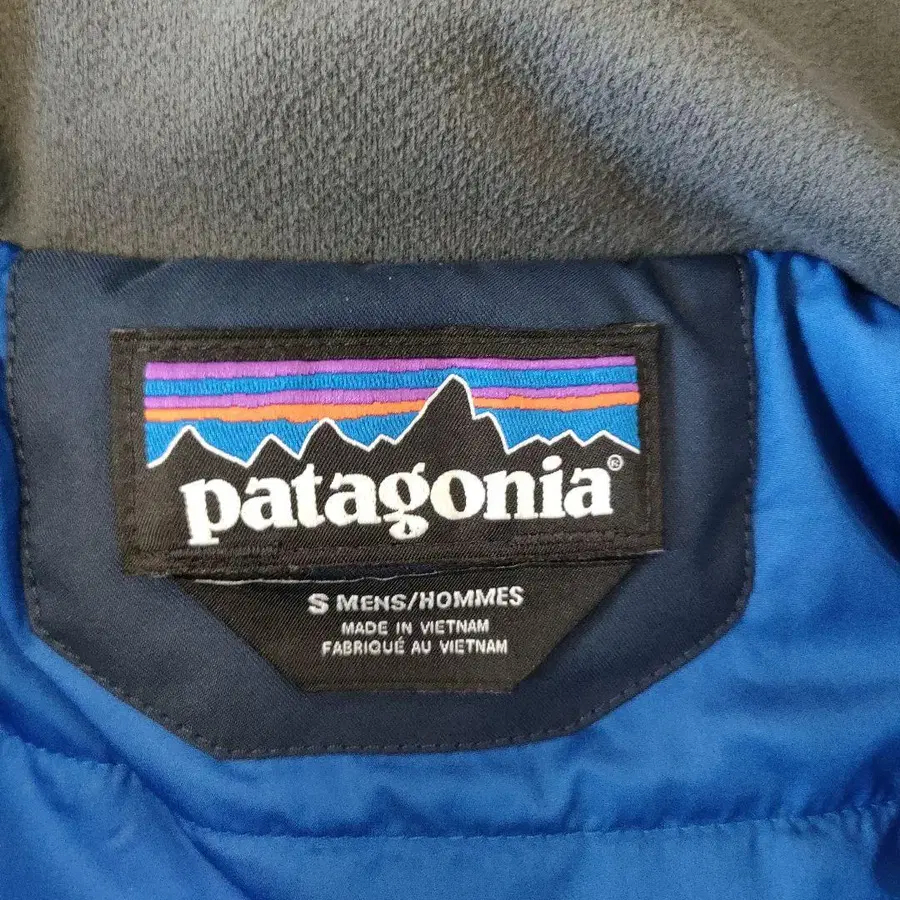 patagonia®
S MENS/HOMMES
MADE IN VIETNAM
FABRIQUÉ AU VIETNAM